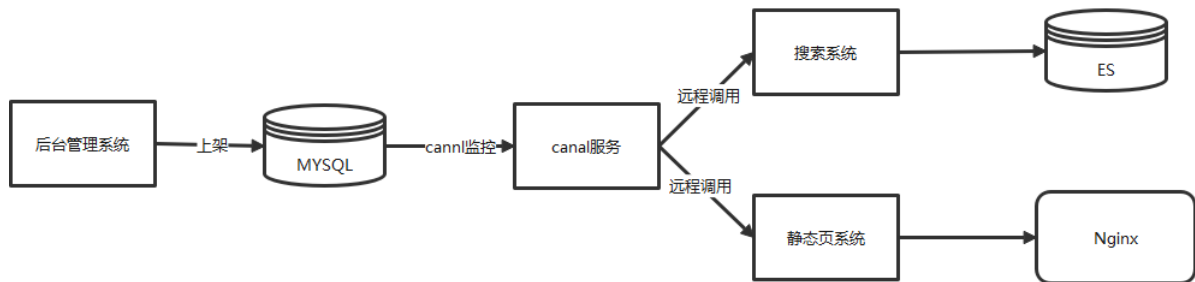 搜索系统
ES
远程调用
后台管理系统
上架
MYSQL
cannl监控
canal服务
远程调用
静态页系统
Nginx